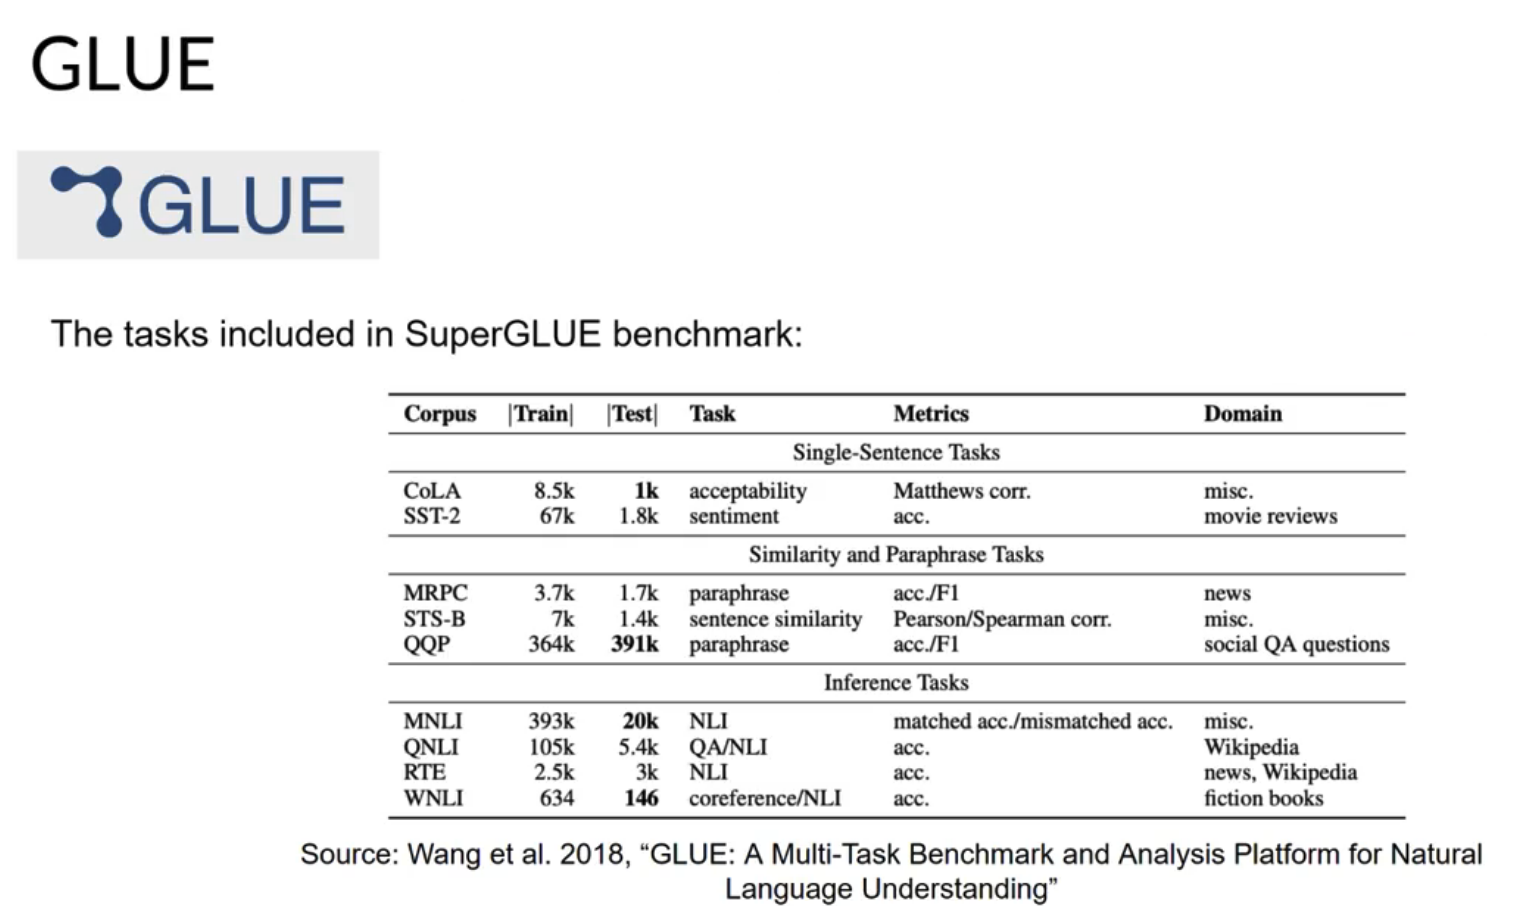 GLUE
GLUE
The tasks included in SuperGLUE benchmark:
Corpus |Train| |Test| Task Metrics Domain
Single-Sentence Tasks
CoLA 8.5k 1k acceptability Matthews corr. misc.
SST-2 67k 1.8k sentiment acc. movie reviews
Similarity and Paraphrase Tasks
MRPC 3.7k 1.7k paraphrase acc./F1 news
STS-B 7k 1.4k sentence similarity Pearson/Spearman corr. misc.
QQP 364k 391k paraphrase acc./F1 social QA questions
Inference Tasks
MNLI 393k 20k NLI matched acc./mismatched acc. misc.
QNLI 105k 5.4k QA/NLI acc. Wikipedia
RTE 2.5k 3k NLI acc. news, Wikipedia
WNLI 634 146 coreference/NLI acc. fiction books
Source: Wang et al. 2018, “GLUE: A Multi-Task Benchmark and Analysis Platform for Natural
Language Understanding”